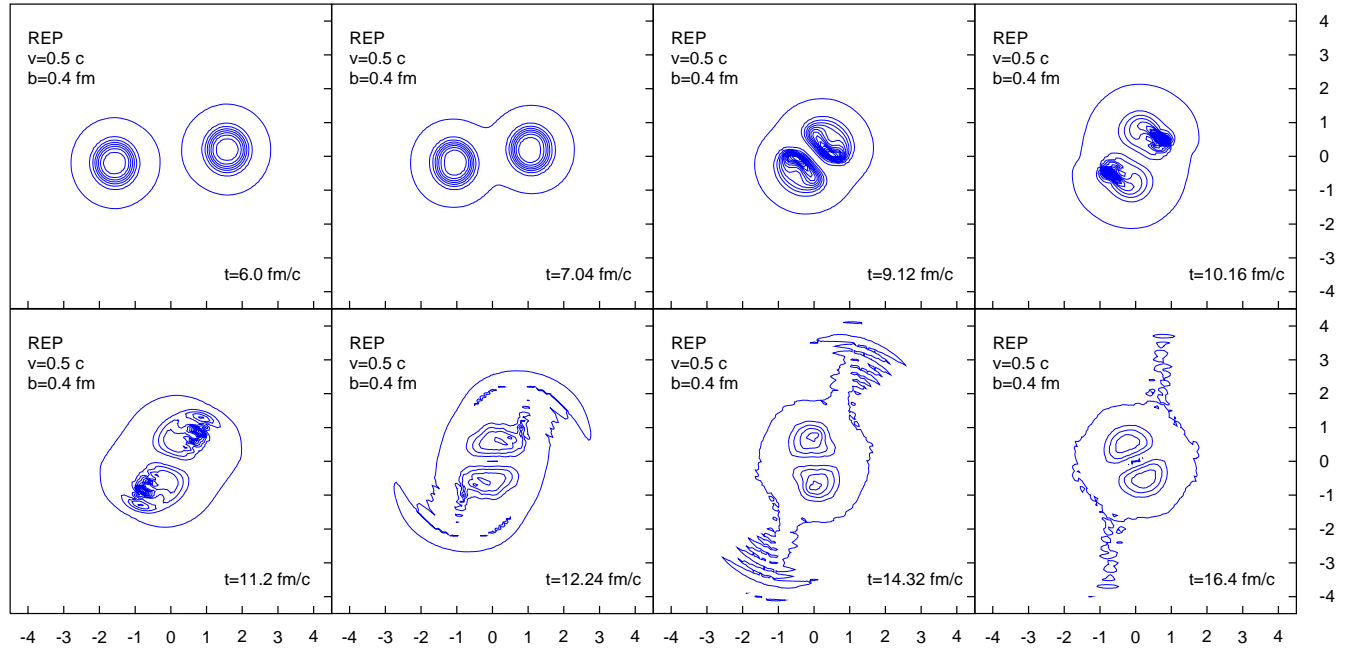 REP
v=0.5 c
b=0.4 fm
t=6.0 fm/c
REP
v=0.5 c
b=0.4 fm
t=7.04 fm/c
REP
v=0.5 c
b=0.4 fm
t=9.12 fm/c
REP
v=0.5 c
b=0.4 fm
t=10.16 fm/c
4
3
2
1
0
-1
-2
-3
-4
REP
v=0.5 c
b=0.4 fm
t=11.2 fm/c
REP
v=0.5 c
b=0.4 fm
t=12.24 fm/c
REP
v=0.5 c
b=0.4 fm
t=14.32 fm/c
REP
v=0.5 c
b=0.4 fm
t=16.4 fm/c
4
3
2
1
0
-1
-2
-3
-4
-4 -3 -2 -1 0 1 2 3 4 -4 -3 -2 -1 0 1 2 3 4 -4 -3 -2 -1 0 1 2 3 4 -4 -3 -2 -1 0 1 2 3 4